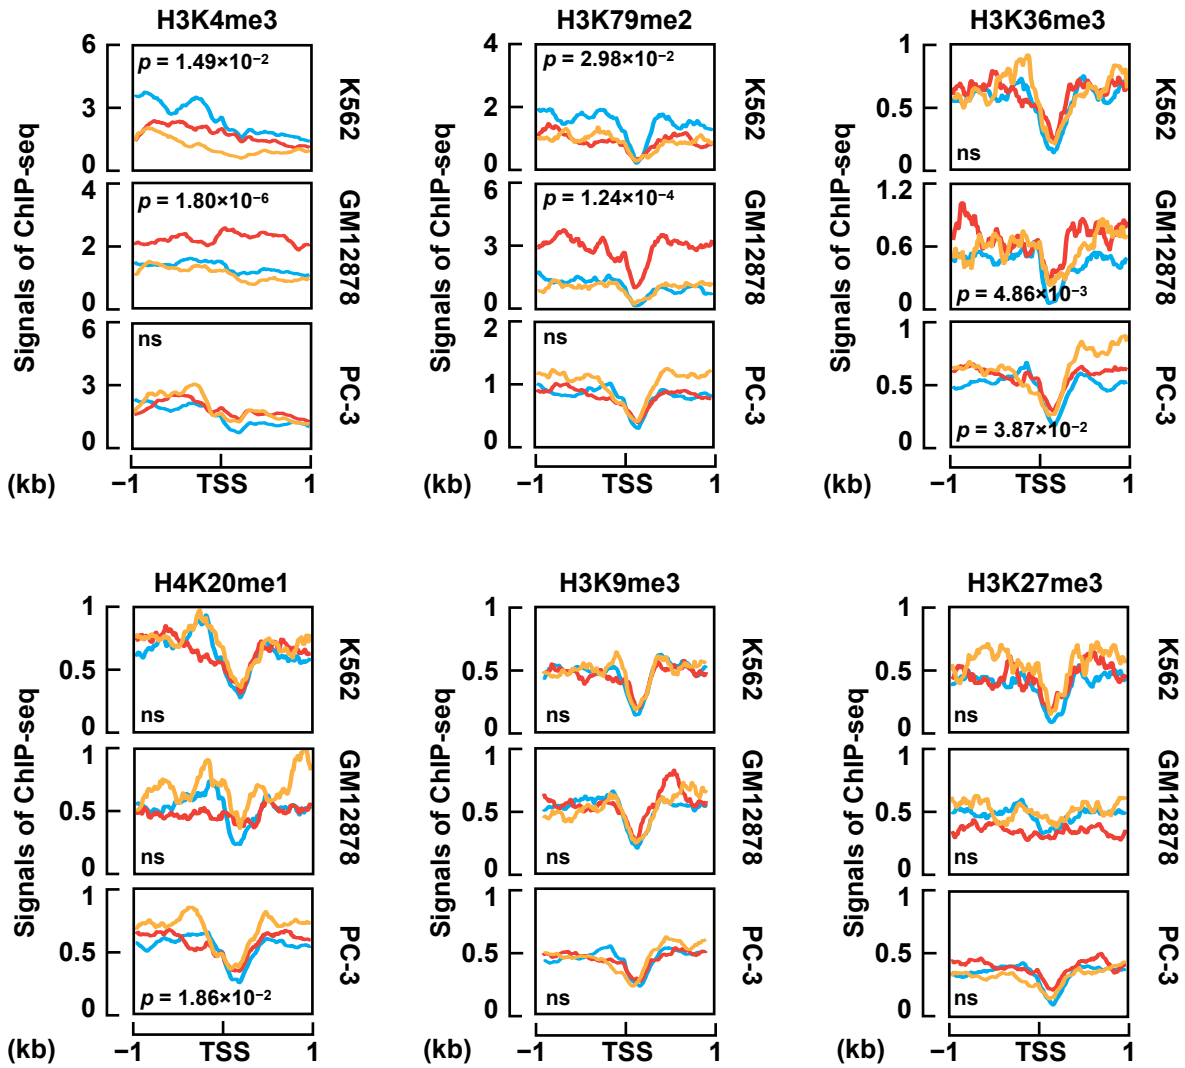 H3K4me3
H3K79me2
H3K36me3
Signals of ChIP-seq
6
3
0
p = 1.49×10−2
K562
4
2
0
p = 1.80×10−6
GM12878
6
3
0
ns
PC-3
(kb)
−1
TSS
1
Signals of ChIP-seq
4
2
0
p = 2.98×10−2
K562
6
3
0
p = 1.24×10−4
GM12878
2
1
0
ns
PC-3
(kb)
−1
TSS
1
Signals of ChIP-seq
1
0.5
0
ns
K562
1.2
0.6
0
p = 4.86×10−3
GM12878
1
0.5
0
p = 3.87×10−2
PC-3
(kb)
−1
TSS
1
H4K20me1
H3K9me3
H3K27me3
Signals of ChIP-seq
1
0.5
0
ns
K562
1
0.5
0
ns
GM12878
1
0.5
0
p = 1.86×10−2
PC-3
(kb)
−1
TSS
1
Signals of ChIP-seq
1
0.5
0
ns
K562
1
0.5
0
ns
GM12878
1
0.5
0
ns
PC-3
(kb)
−1
TSS
1
Signals of ChIP-seq
1
0.5
0
ns
K562
1
0.5
0
ns
GM12878
1
0.5
0
ns
PC-3
(kb)
−1
TSS
1